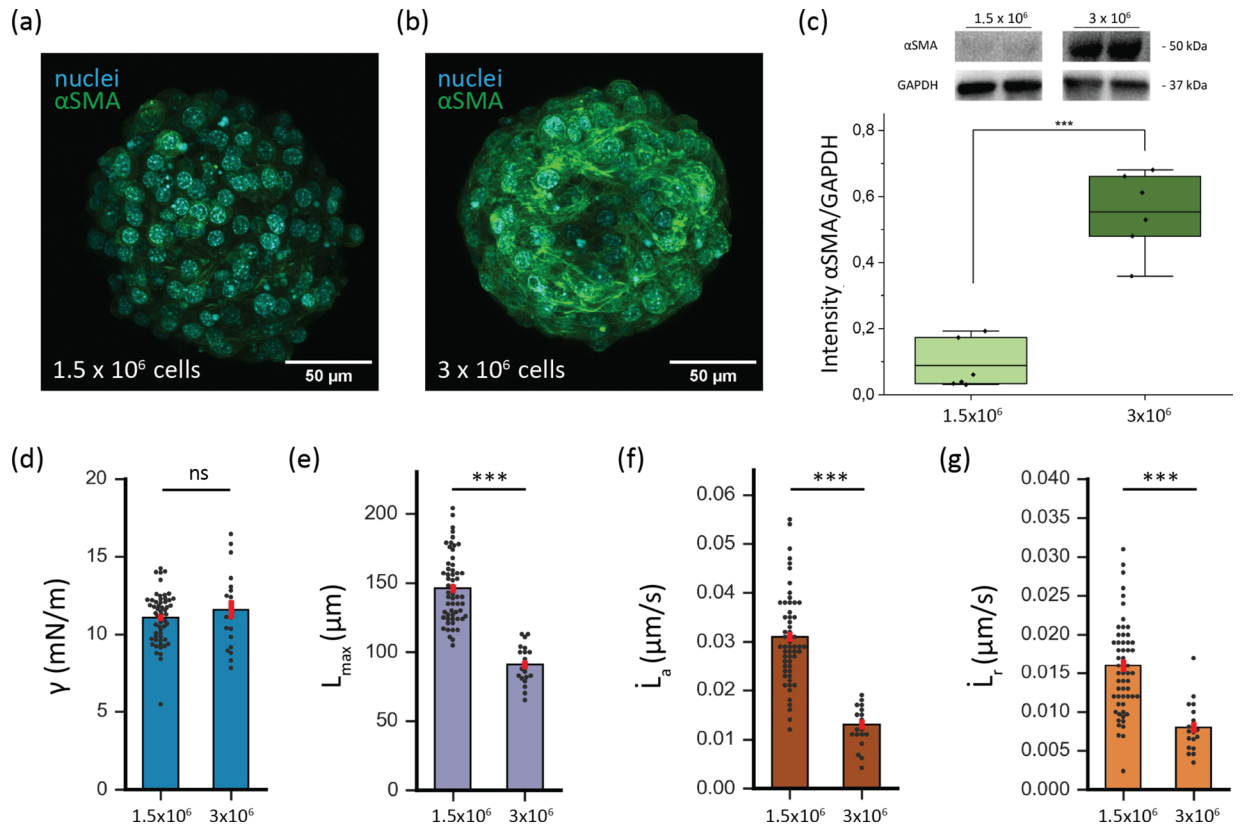 (a)
nuclei
αSMA
1.5 x 10⁶ cells
50 µm
(b)
nuclei
αSMA
3 x 10⁶ cells
50 µm
(c)
1.5 x 10⁶
3 x 10⁶
αSMA
- 50 kDa
GAPDH
- 37 kDa
Intensity αSMA/GAPDH
0,8
0,6
0,4
0,2
0,0
***
1.5x10⁶
3x10⁶
(d)
γ (mN/m)
20
15
10
5
0
ns
1.5x10⁶
3x10⁶
(e)
Lmax (µm)
200
150
100
50
0
***
1.5x10⁶
3x10⁶
(f)
L̇a (µm/s)
0.06
0.05
0.04
0.03
0.02
0.01
0.00
***
1.5x10⁶
3x10⁶
(g)
L̇r (µm/s)
0.040
0.035
0.030
0.025
0.020
0.015
0.010
0.005
0.000
***
1.5x10⁶
3x10⁶